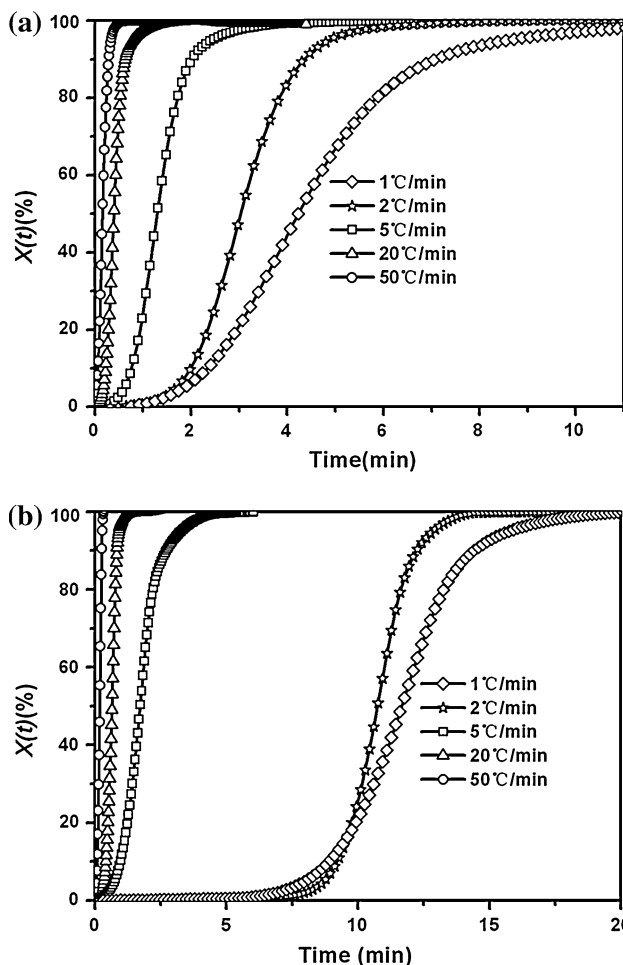 (a)
100
80
60
40
20
0
X(t)(%)
1℃/min
2℃/min
5℃/min
20℃/min
50℃/min
0 2 4 6 8 10
Time(min)
(b)
100
80
60
40
20
0
X(t)(%)
1℃/min
2℃/min
5℃/min
20℃/min
50℃/min
0 5 10 15 20
Time (min)